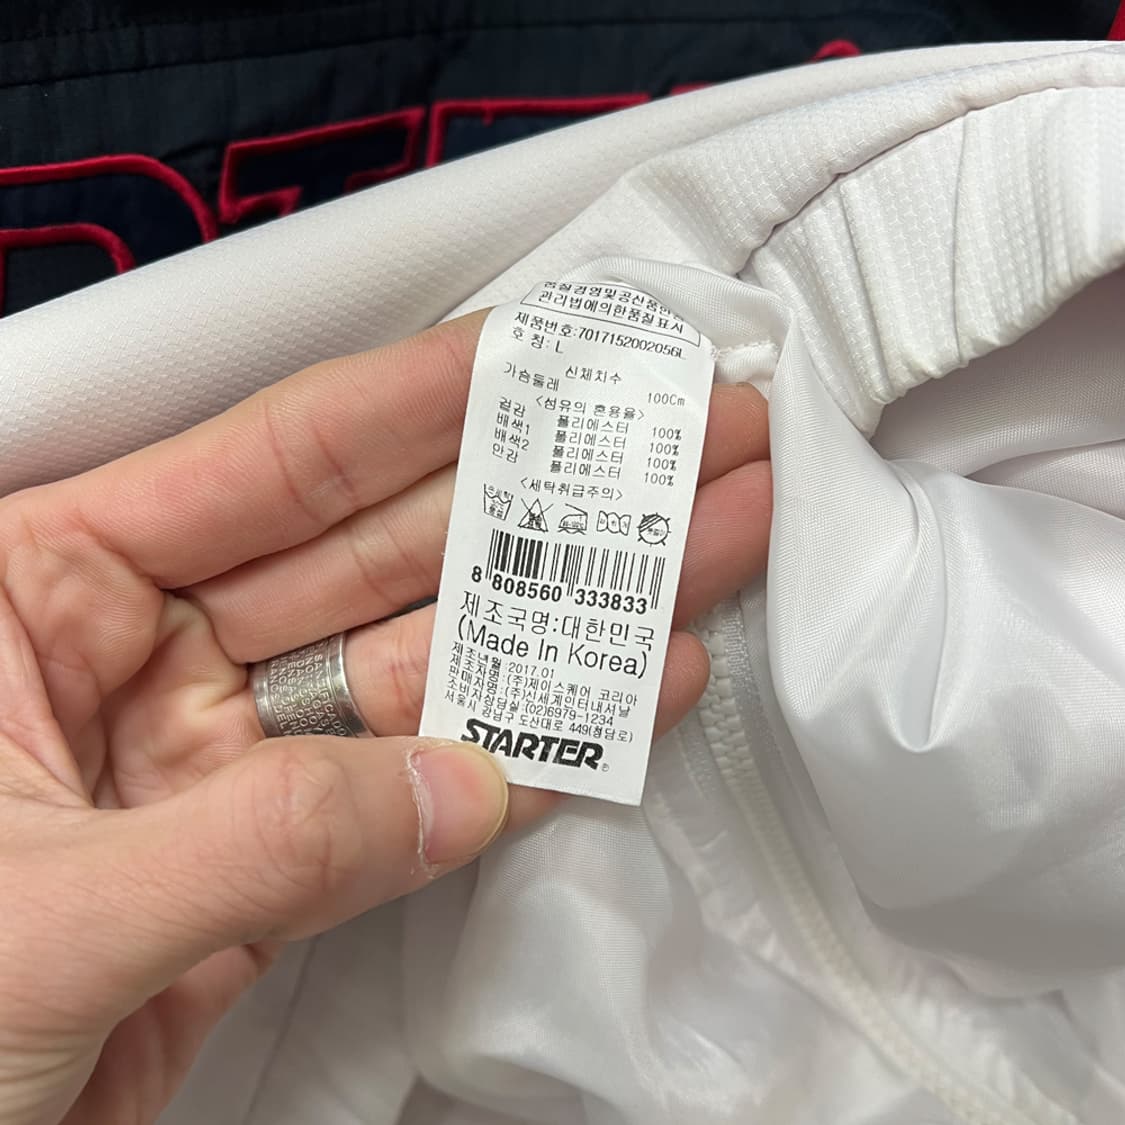 품질경영및공산품안전
관리법에의한품질표시
제품번호:7017152002056L
호 칭: L
신체치수
가슴둘레 100Cm
<섬유의 혼용율>
겉감 폴리에스터 100%
배색1 폴리에스터 100%
배색2 폴리에스터 100%
안감 폴리에스터 100%
<세탁취급주의>
8 808560 333833
제조국명:대한민국
(Made In Korea)
제조년월:2017.01
제조자명:(주)제이스퀘어 코리아
판매자명:(주)신세계인터내셔날
소비자상담실:(02)6979-1234
서울시 강남구 도산대로 449(청담로)
STARTER®